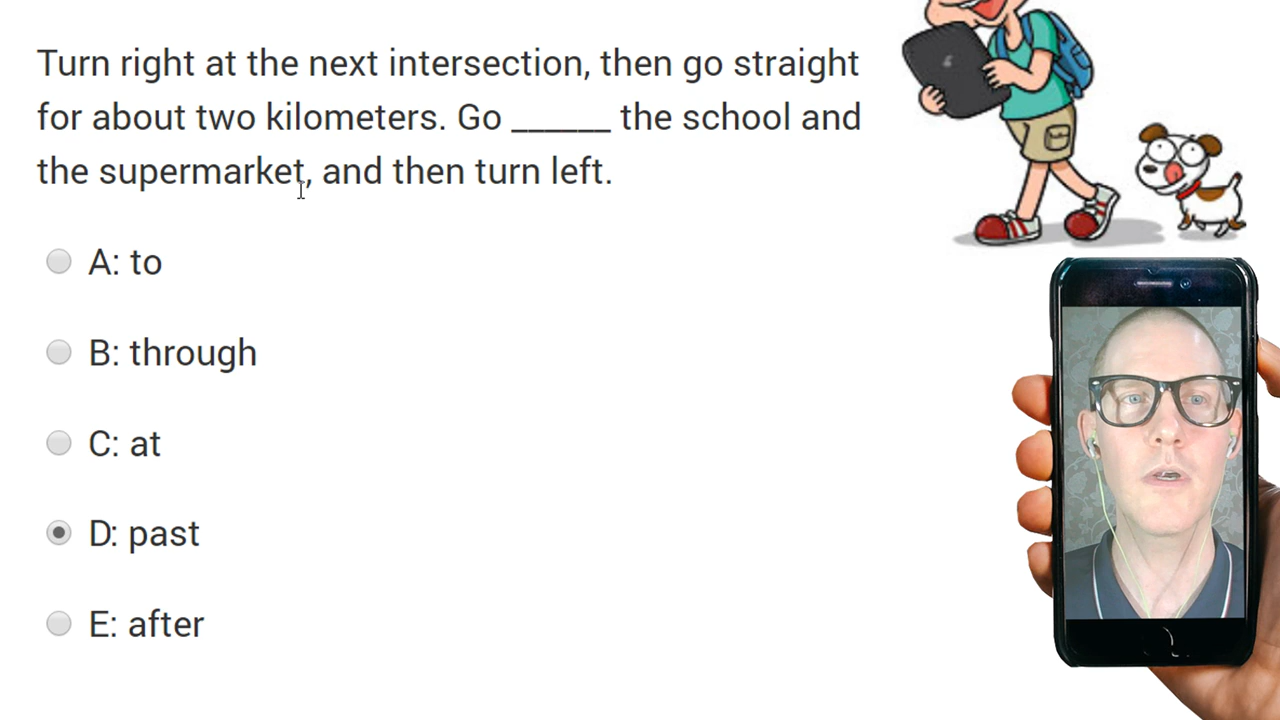 Turn right at the next intersection, then go straight
for about two kilometers. Go ______ the school and
the supermarket, and then turn left.
A: to
B: through
C: at
D: past
E: after